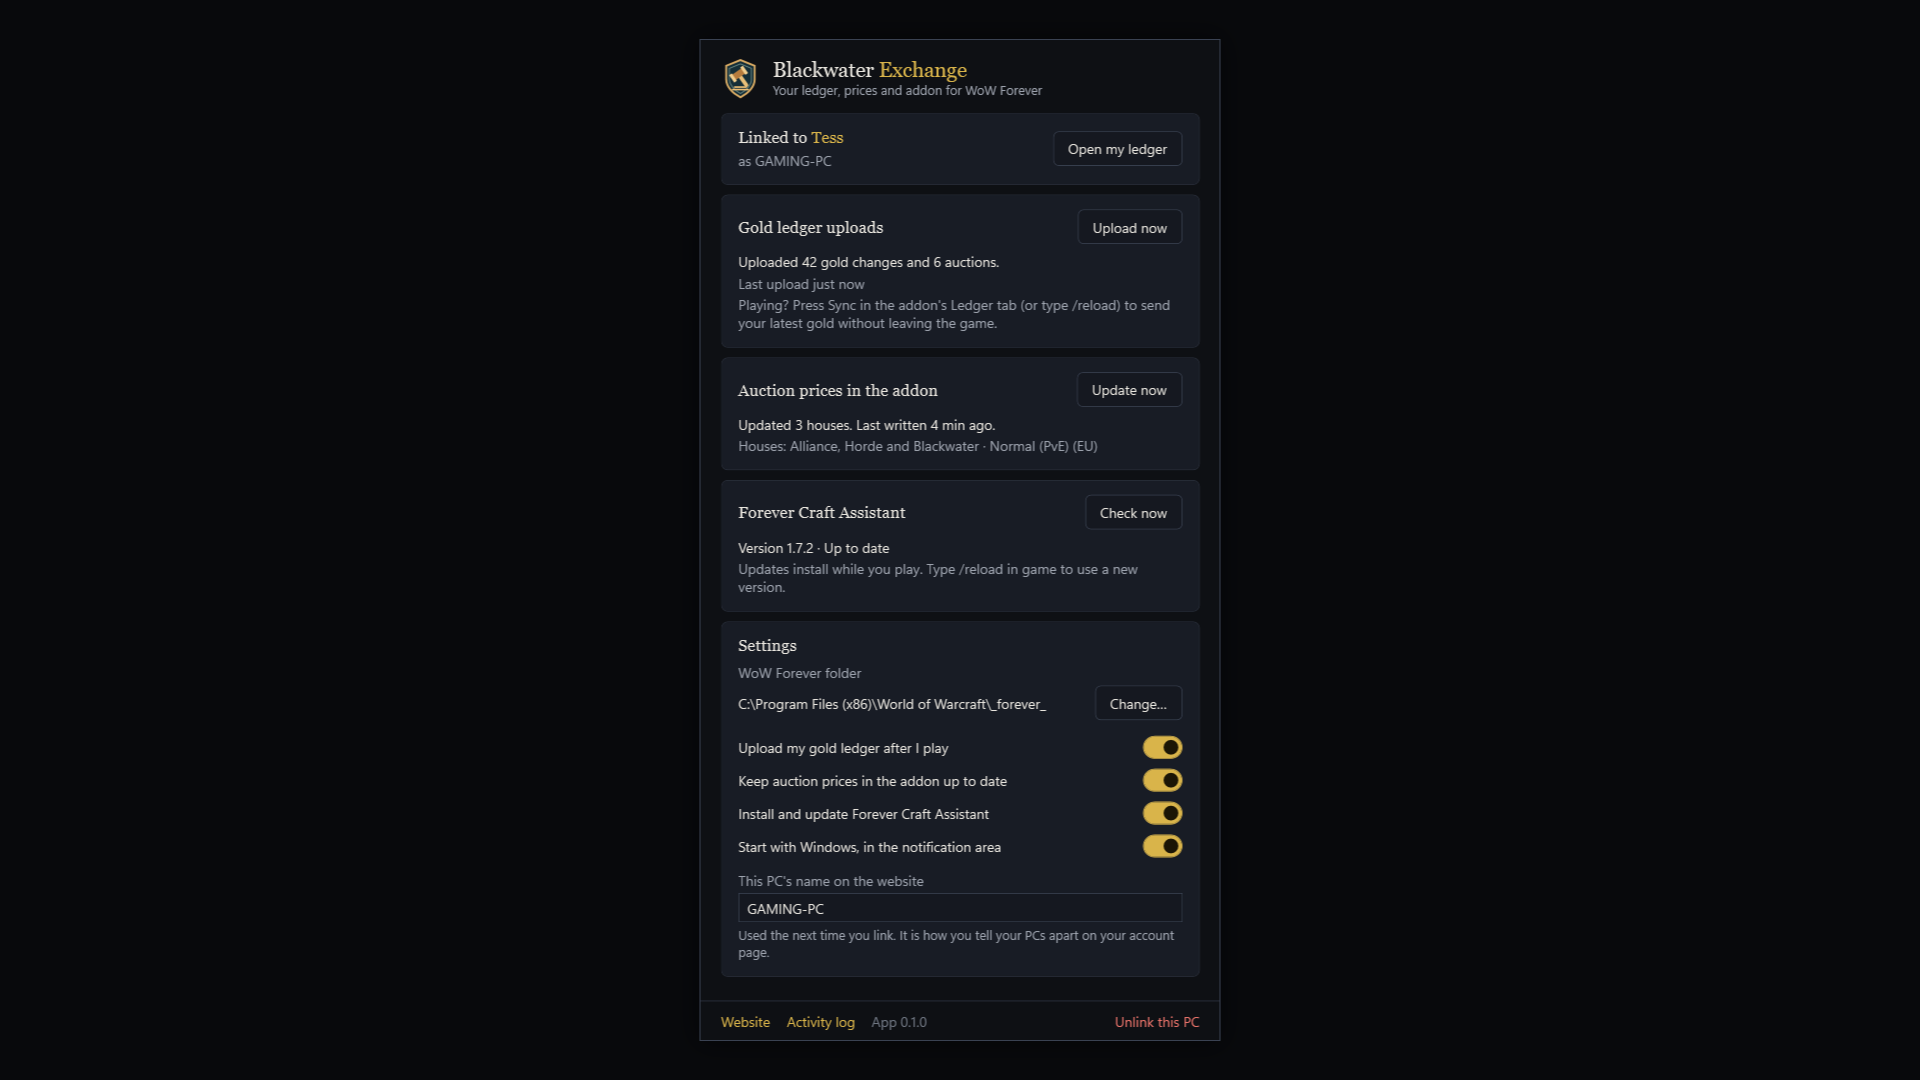 Blackwater Exchange
Your ledger, prices and addon for WoW Forever
Linked to Tess
as GAMING-PC
Open my ledger
Gold ledger uploads
Upload now
Uploaded 42 gold changes and 6 auctions.
Last upload just now
Playing? Press Sync in the addon's Ledger tab (or type /reload) to send
your latest gold without leaving the game.
Auction prices in the addon
Update now
Updated 3 houses. Last written 4 min ago.
Houses: Alliance, Horde and Blackwater · Normal (PvE) (EU)
Forever Craft Assistant
Check now
Version 1.7.2 · Up to date
Updates install while you play. Type /reload in game to use a new
version.
Settings
WoW Forever folder
C:\Program Files (x86)\World of Warcraft\_forever_
Change...
Upload my gold ledger after I play
Keep auction prices in the addon up to date
Install and update Forever Craft Assistant
Start with Windows, in the notification area
This PC's name on the website
GAMING-PC
Used the next time you link. It is how you tell your PCs apart on your account
page.
Website Activity log App 0.1.0 Unlink this PC